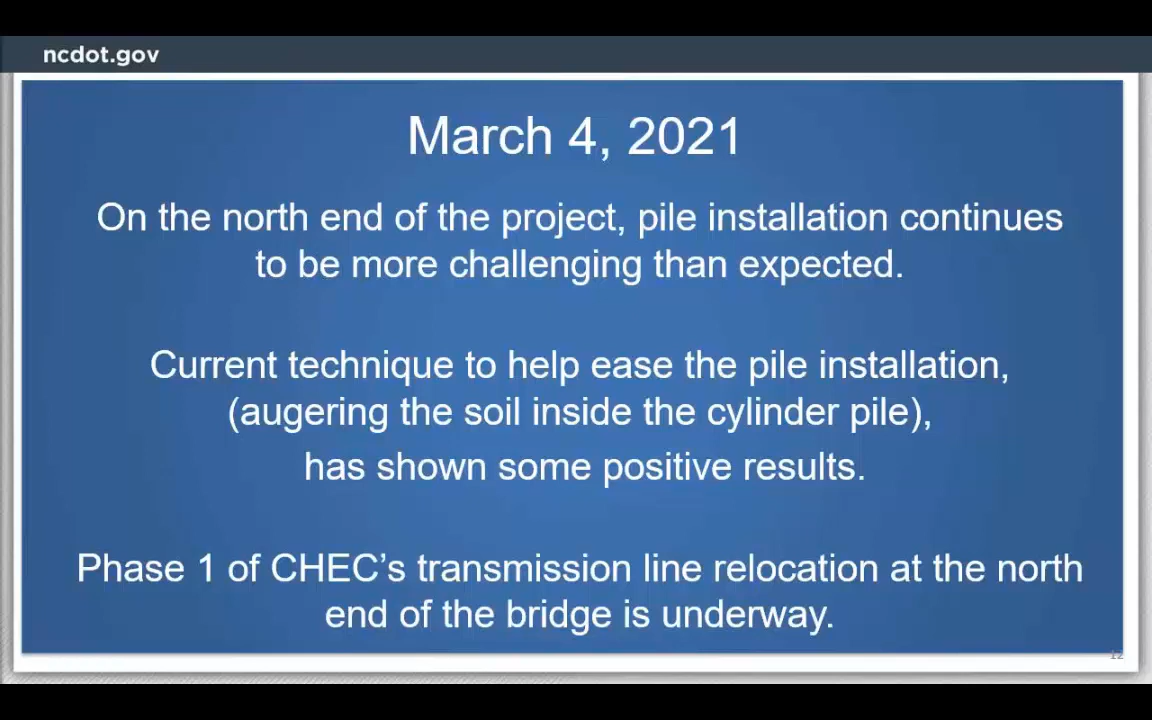 ncdot.gov
March 4, 2021
On the north end of the project, pile installation continues
to be more challenging than expected.
Current technique to help ease the pile installation,
(augering the soil inside the cylinder pile),
has shown some positive results.
Phase 1 of CHEC’s transmission line relocation at the north
end of the bridge is underway.
12